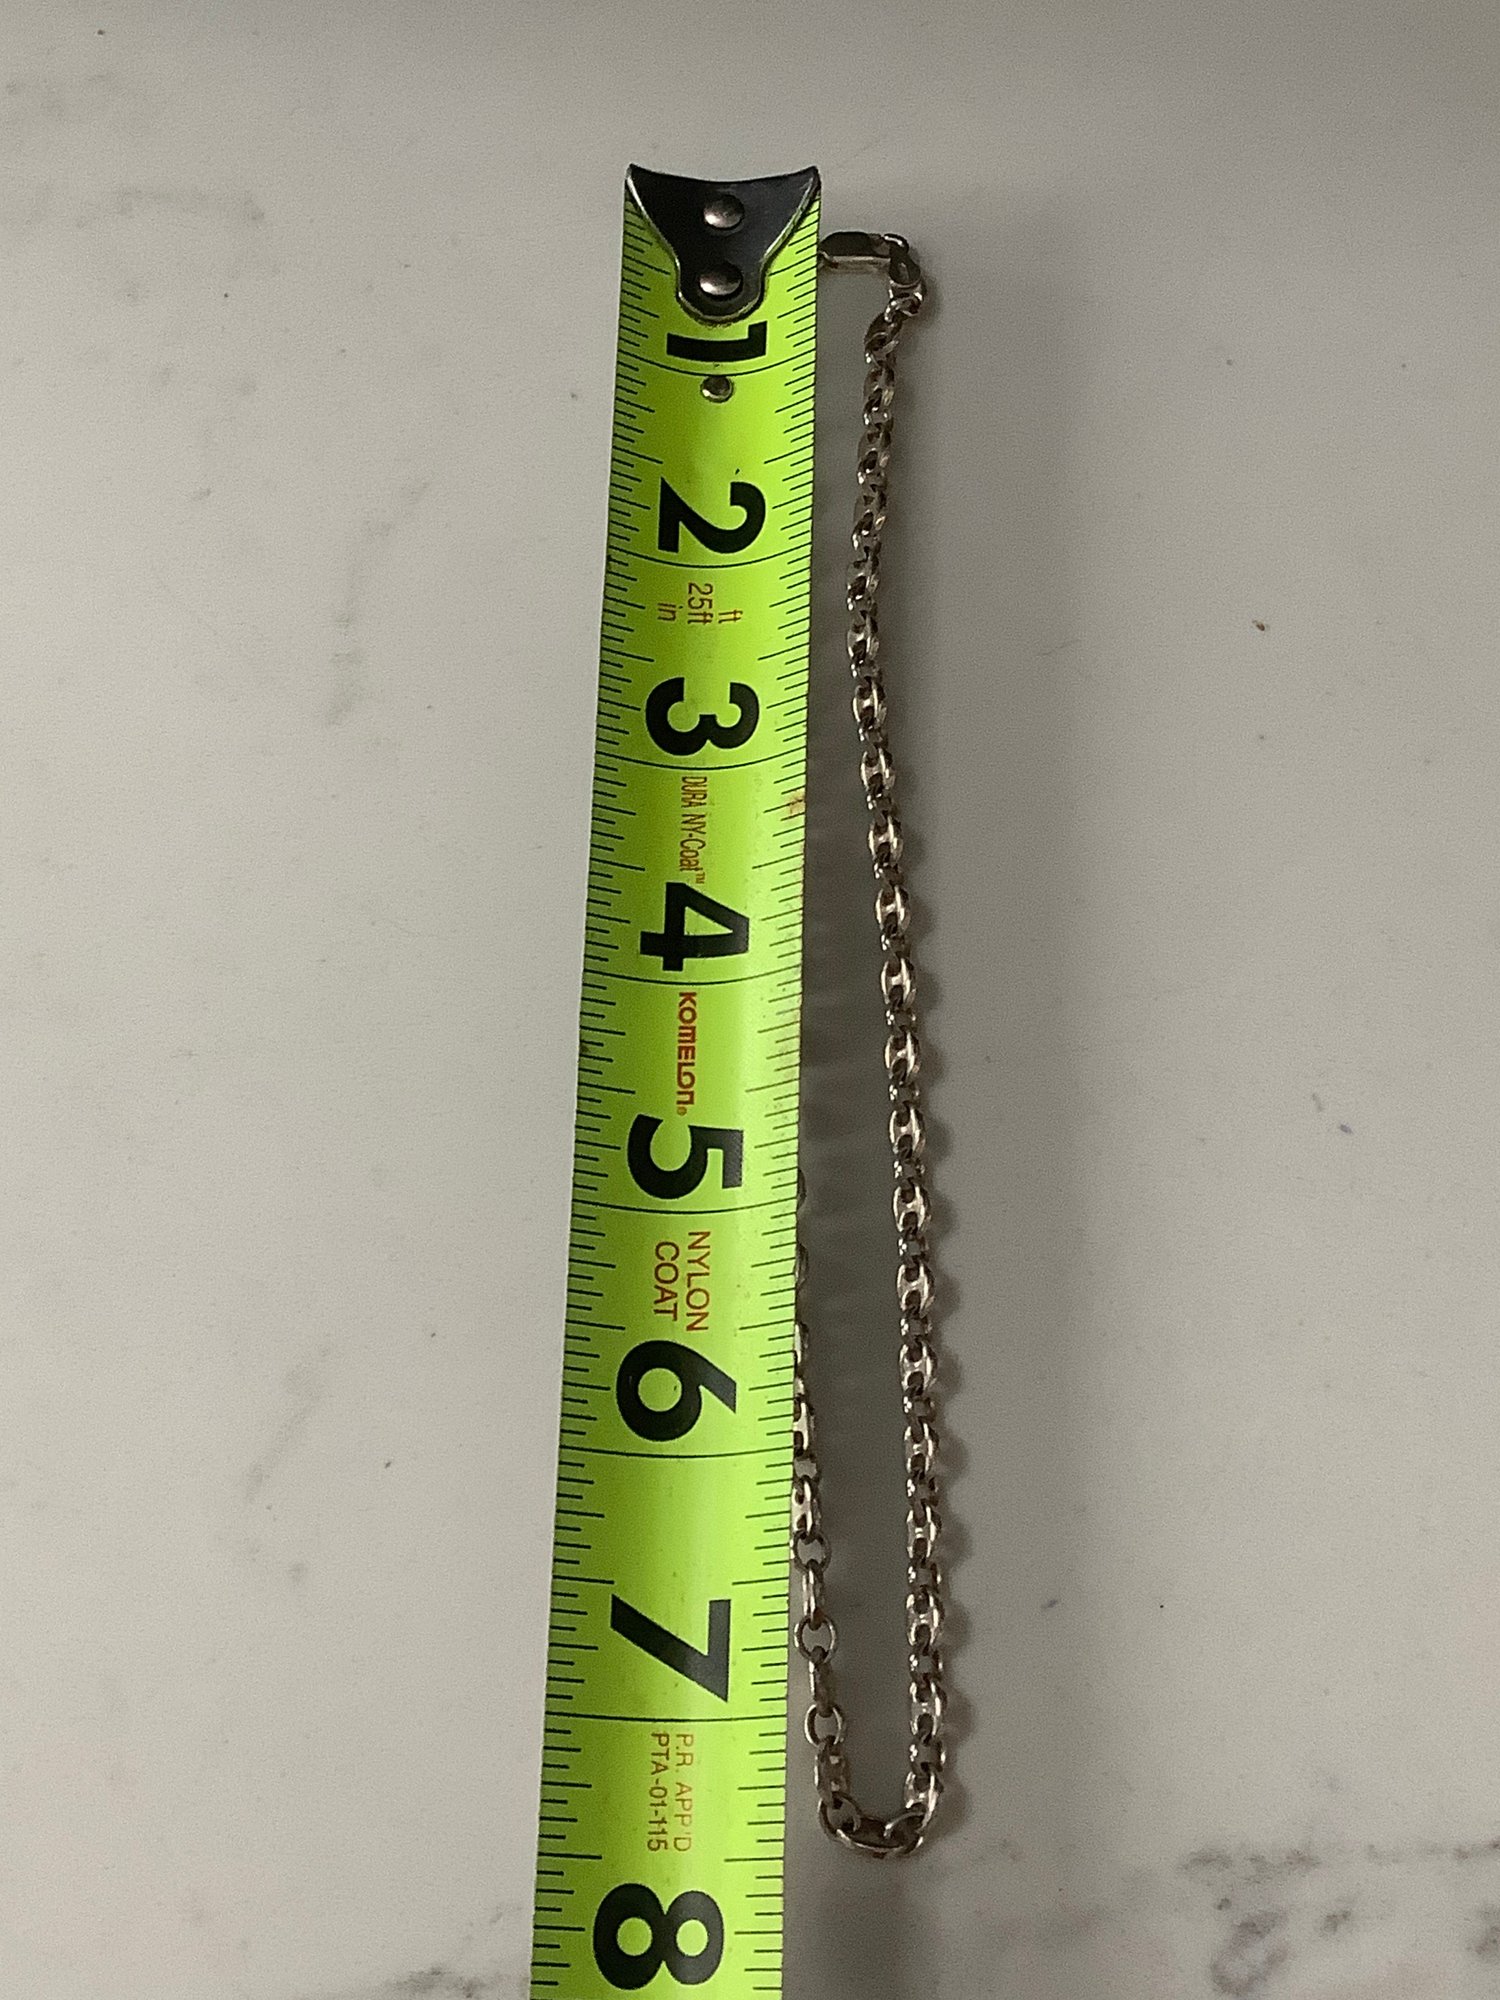 1
2
ft
25ft
in
3
DURA NY-Coat™
4
KOMELON®
5
NYLON
COAT
6
7
P.R. APP'D
PTA-01-115
8